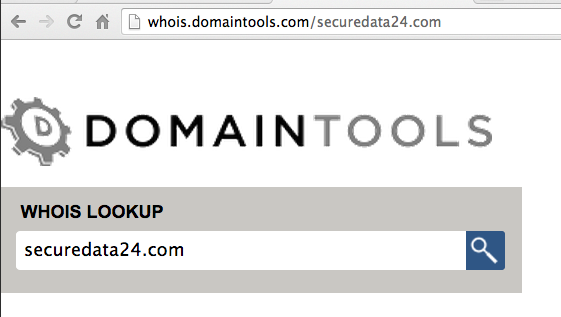 whois.domaintools.com/securedata24.com
D DOMAINTOOLS
WHOIS LOOKUP
securedata24.com